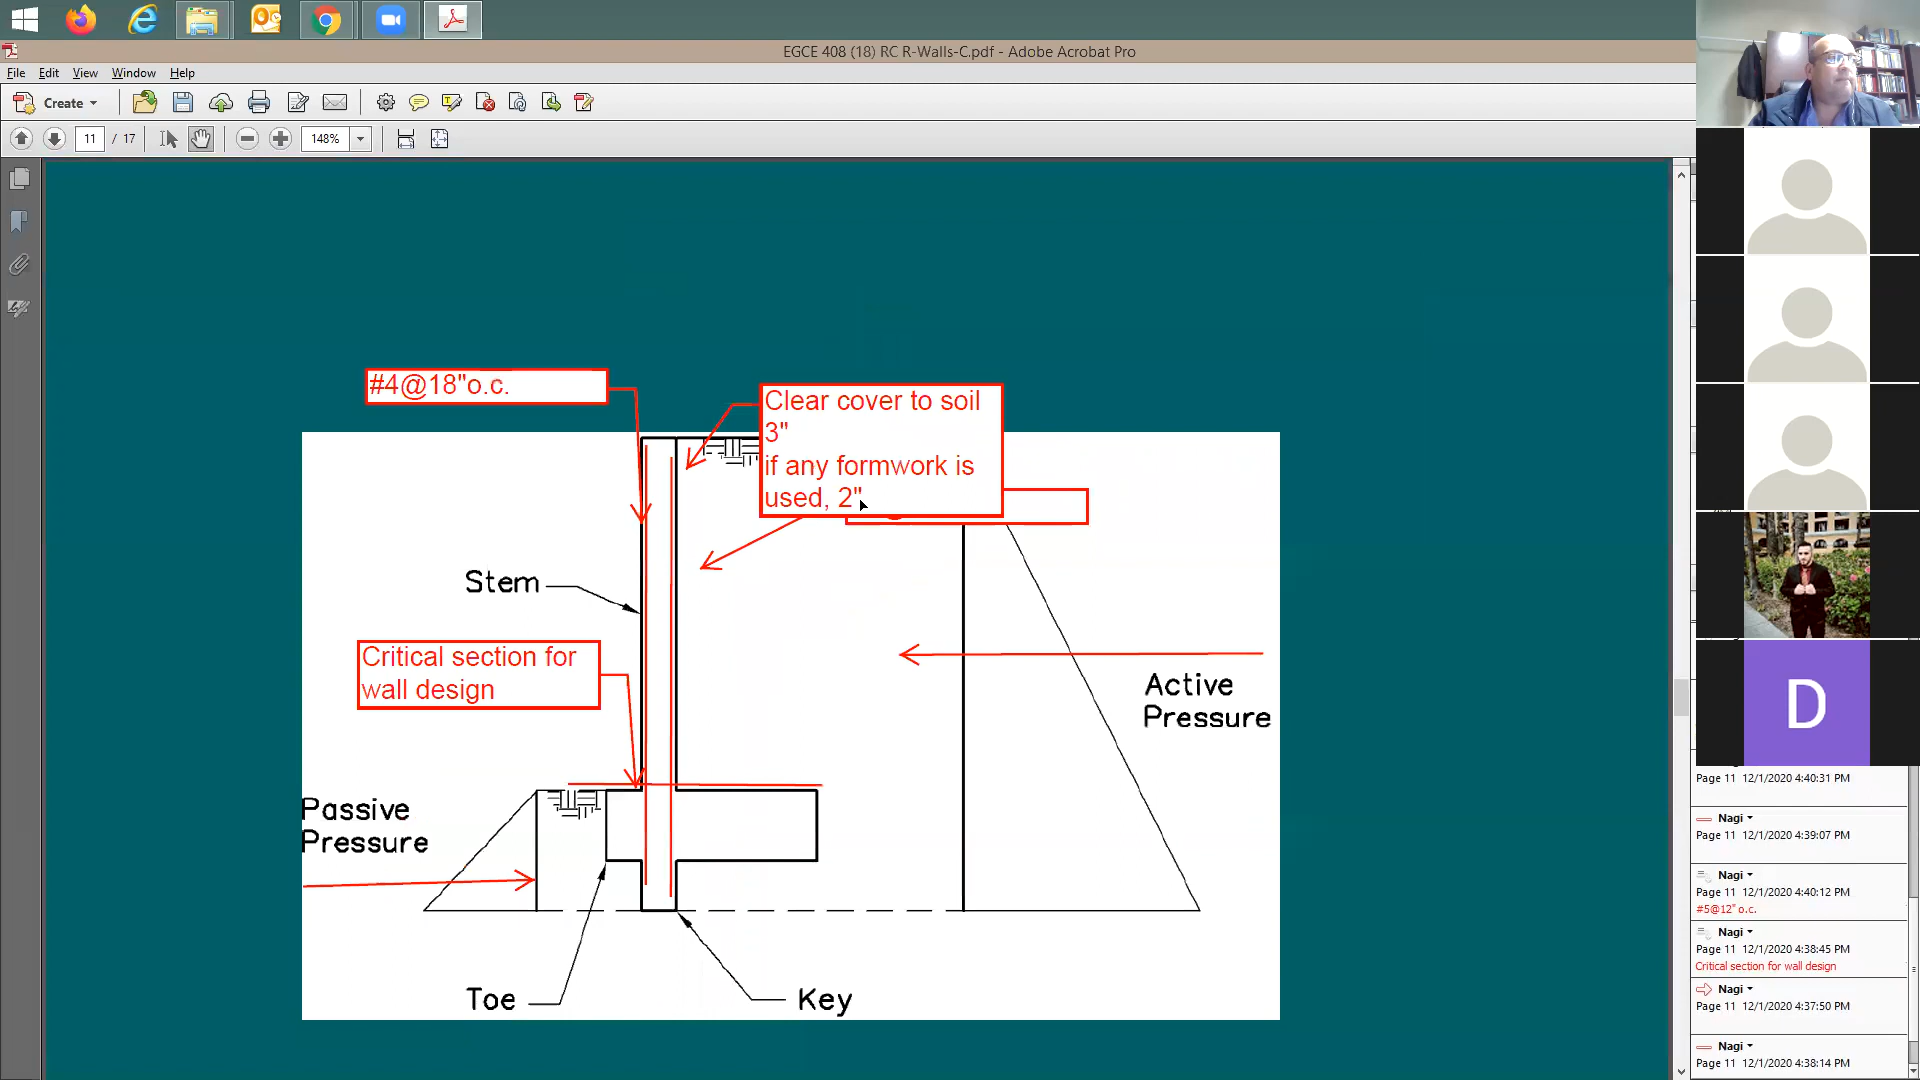 EGCE 408 (18) RC R-Walls-C.pdf - Adobe Acrobat Pro
File Edit View Window Help
Create
11 / 17 148%
#4@18"o.c.
Clear cover to soil
3"
if any formwork is
used, 2"
Stem
Critical section for
wall design
Active
Pressure
Passive
Pressure
Toe
Key
D
Page 11 12/1/2020 4:40:31 PM
Nagi
Page 11 12/1/2020 4:39:07 PM
Nagi
Page 11 12/1/2020 4:40:12 PM
#5@12" o.c.
Nagi
Page 11 12/1/2020 4:38:45 PM
Critical section for wall design
Nagi
Page 11 12/1/2020 4:37:50 PM
Nagi
Page 11 12/1/2020 4:38:14 PM